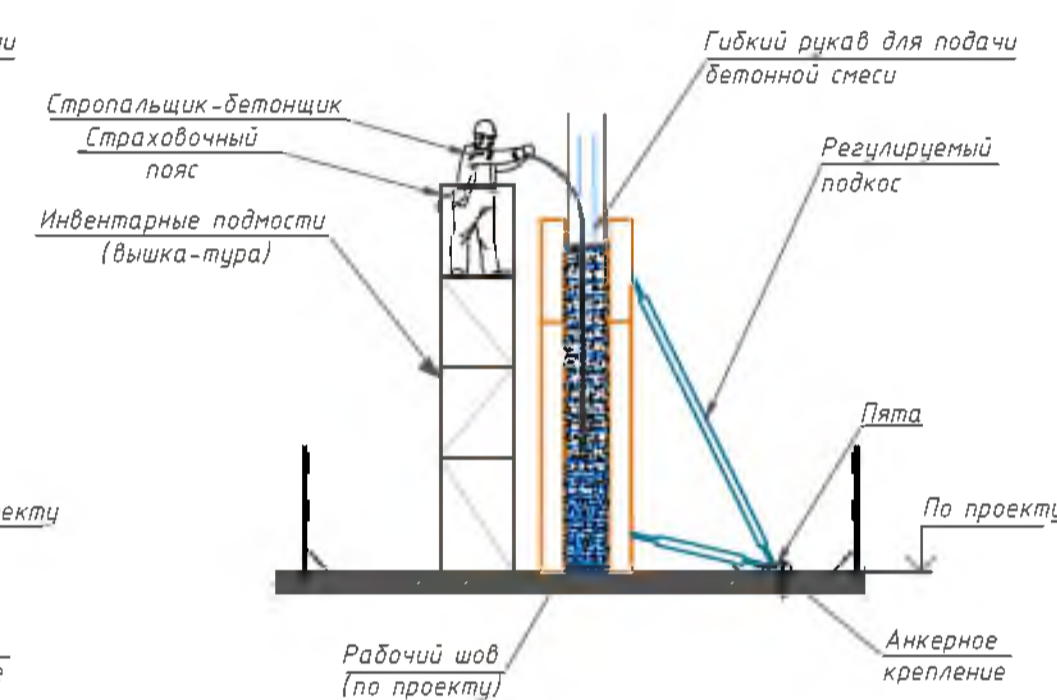 Гибкий рукав для подачи
бетонной смеси
Стропальщик-бетонщик
Страховочный
пояс
Регулируемый
подкос
Инвентарные подмости
(вышка-тура)
Пята
По проекту
Рабочий шов
(по проекту)
Анкерное
крепление